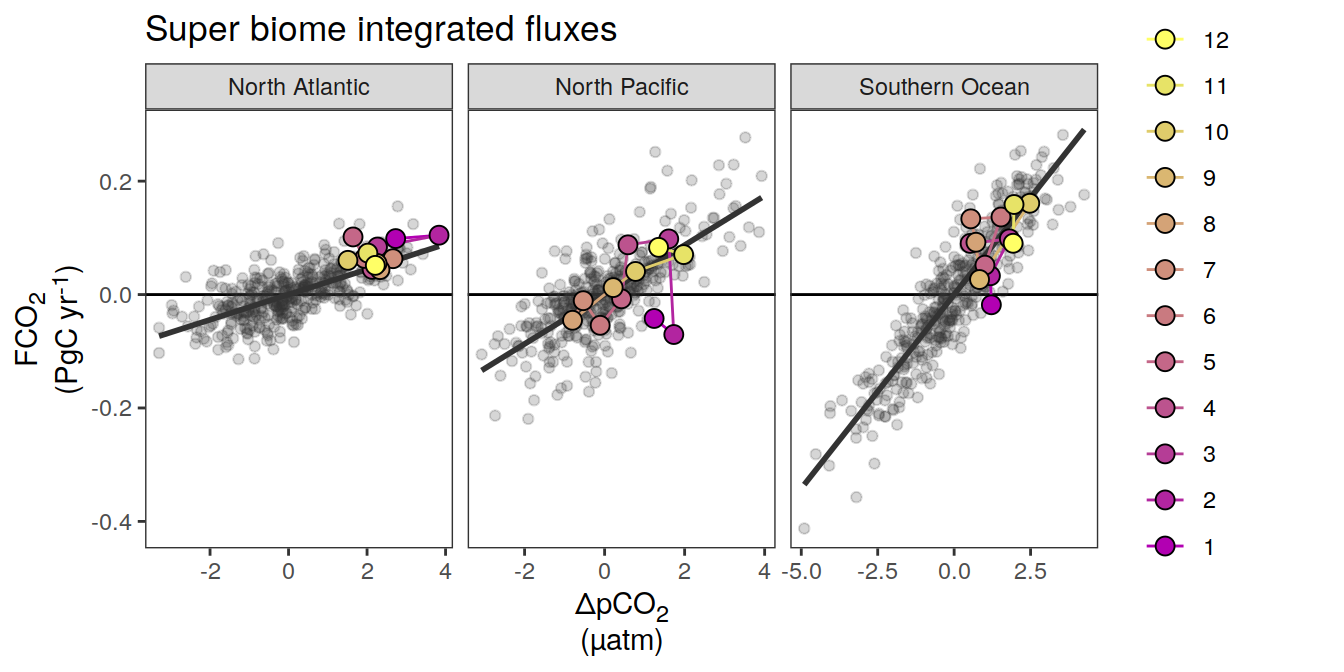 Super biome integrated fluxes
North Atlantic
North Pacific
Southern Ocean
FCO₂
(PgC yr⁻¹)
0.2
0.0
-0.2
-0.4
-2 0 2 4
-2 0 2 4
-5.0 -2.5 0.0 2.5
ΔpCO₂
(µatm)
12
11
10
9
8
7
6
5
4
3
2
1